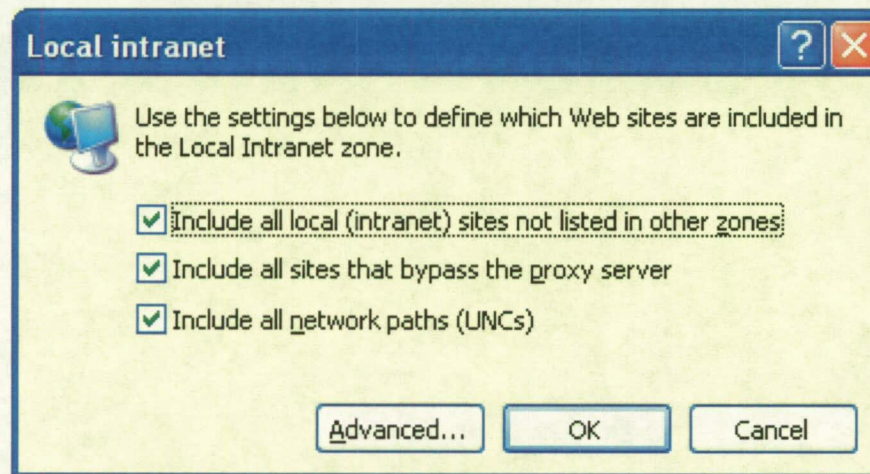 Local intranet
Use the settings below to define which Web sites are included in
the Local Intranet zone.
Include all local (intranet) sites not listed in other zones
Include all sites that bypass the proxy server
Include all network paths (UNCs)
Advanced... OK Cancel